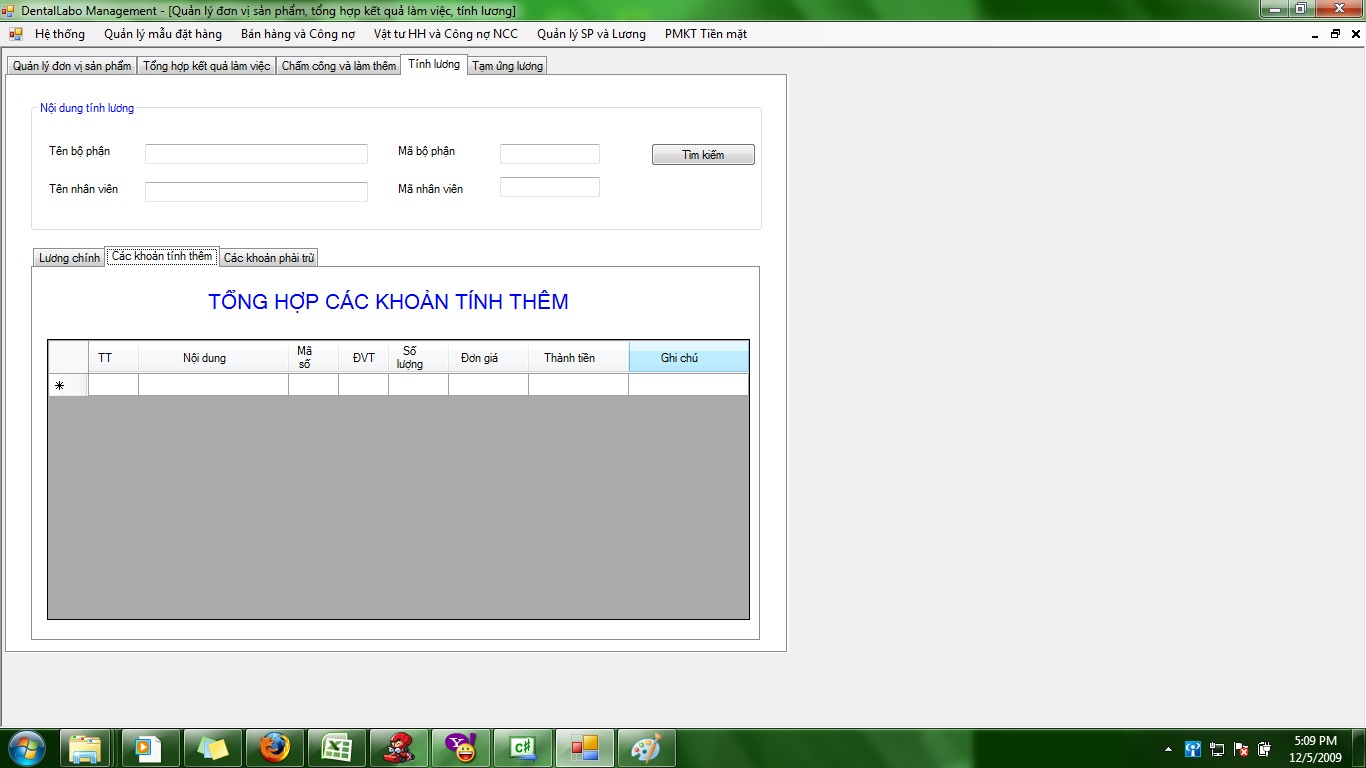 DentalLabo Management - [Quản lý đơn vị sản phẩm, tổng hợp kết quả làm việc, tính lương]
Hệ thống Quản lý mẫu đặt hàng Bán hàng và Công nợ Vật tư HH và Công nợ NCC Quản lý SP và Lương PMKT Tiền mặt
Quản lý đơn vị sản phẩm Tổng hợp kết quả làm việc Chấm công và làm thêm Tính lương Tạm ứng lương
Nội dung tính lương
Tên bộ phận Mã bộ phận Tìm kiếm
Tên nhân viên Mã nhân viên
Lương chính Các khoản tính thêm Các khoản phải trừ
TỔNG HỢP CÁC KHOẢN TÍNH THÊM
TT Nội dung Mã số ĐVT Số lượng Đơn giá Thành tiền Ghi chú
5:09 PM
12/5/2009